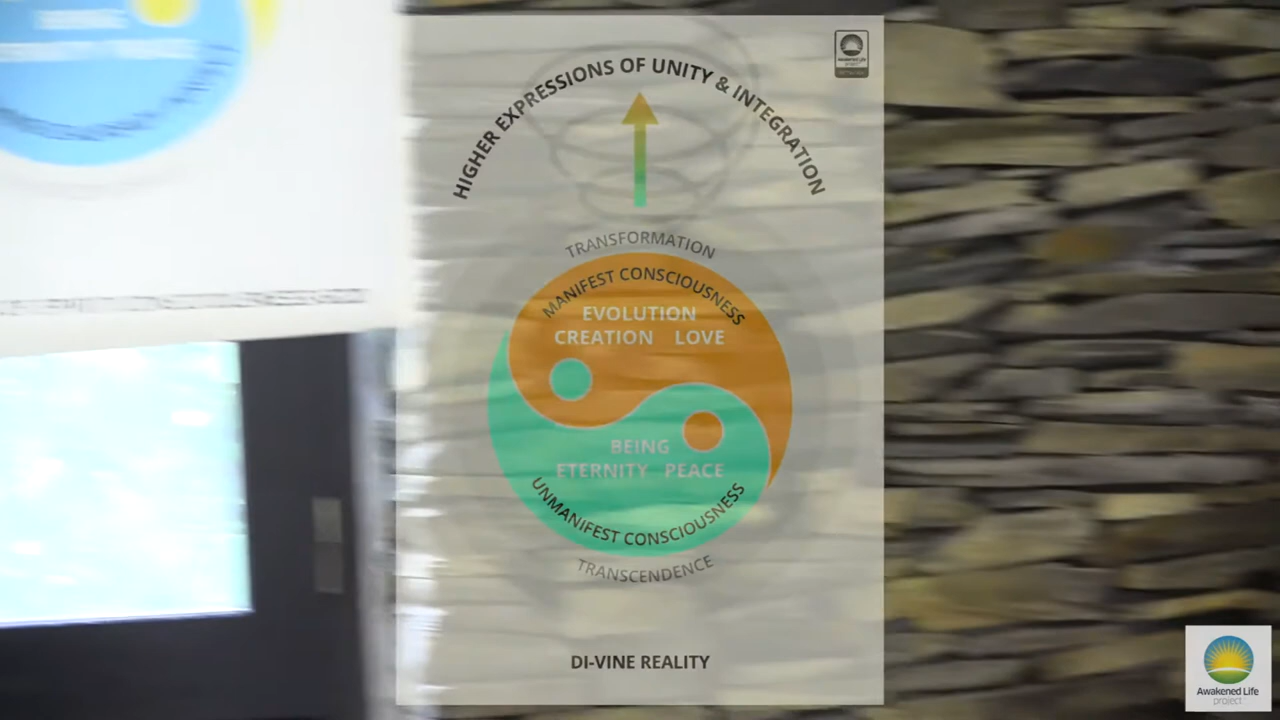 HIGHER EXPRESSIONS OF UNITY & INTEGRATION
TRANSFORMATION
MANIFEST CONSCIOUSNESS
EVOLUTION
CREATION LOVE
BEING
ETERNITY PEACE
UNMANIFEST CONSCIOUSNESS
TRANSCENDENCE
DI-VINE REALITY
Awakened Life
project